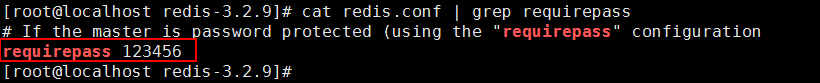 [root@localhost redis-3.2.9]# cat redis.conf | grep requirepass
# If the master is password protected (using the "requirepass" configuration
requirepass 123456
[root@localhost redis-3.2.9]#